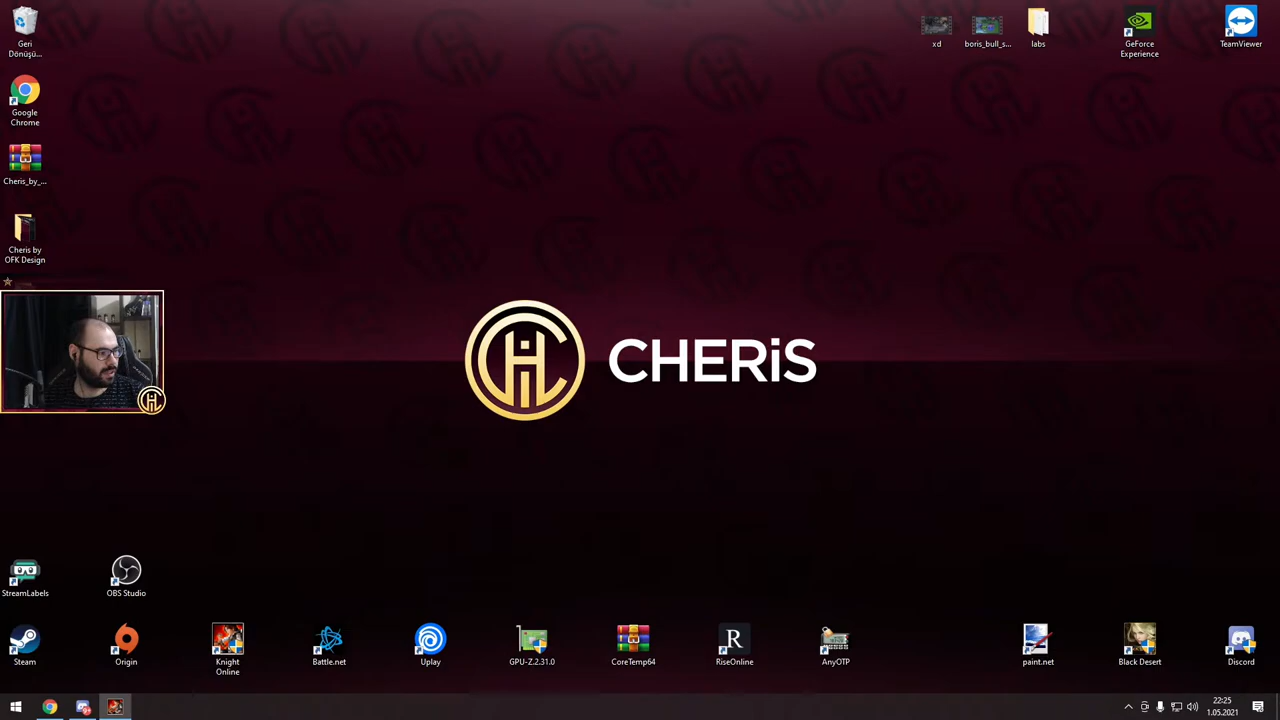 Geri
Dönüşü...
Google
Chrome
Cheris_by_...
Cheris by
OFK Design
xd
boris_bull_s...
labs
GeForce
Experience
TeamViewer
CHERiS
StreamLabels
OBS Studio
Steam
Origin
Knight
Online
Battle.net
Uplay
GPU-Z.2.31.0
CoreTemp64
R
RiseOnline
AnyOTP
paint.net
Black Desert
Discord
22:25
1.05.2021